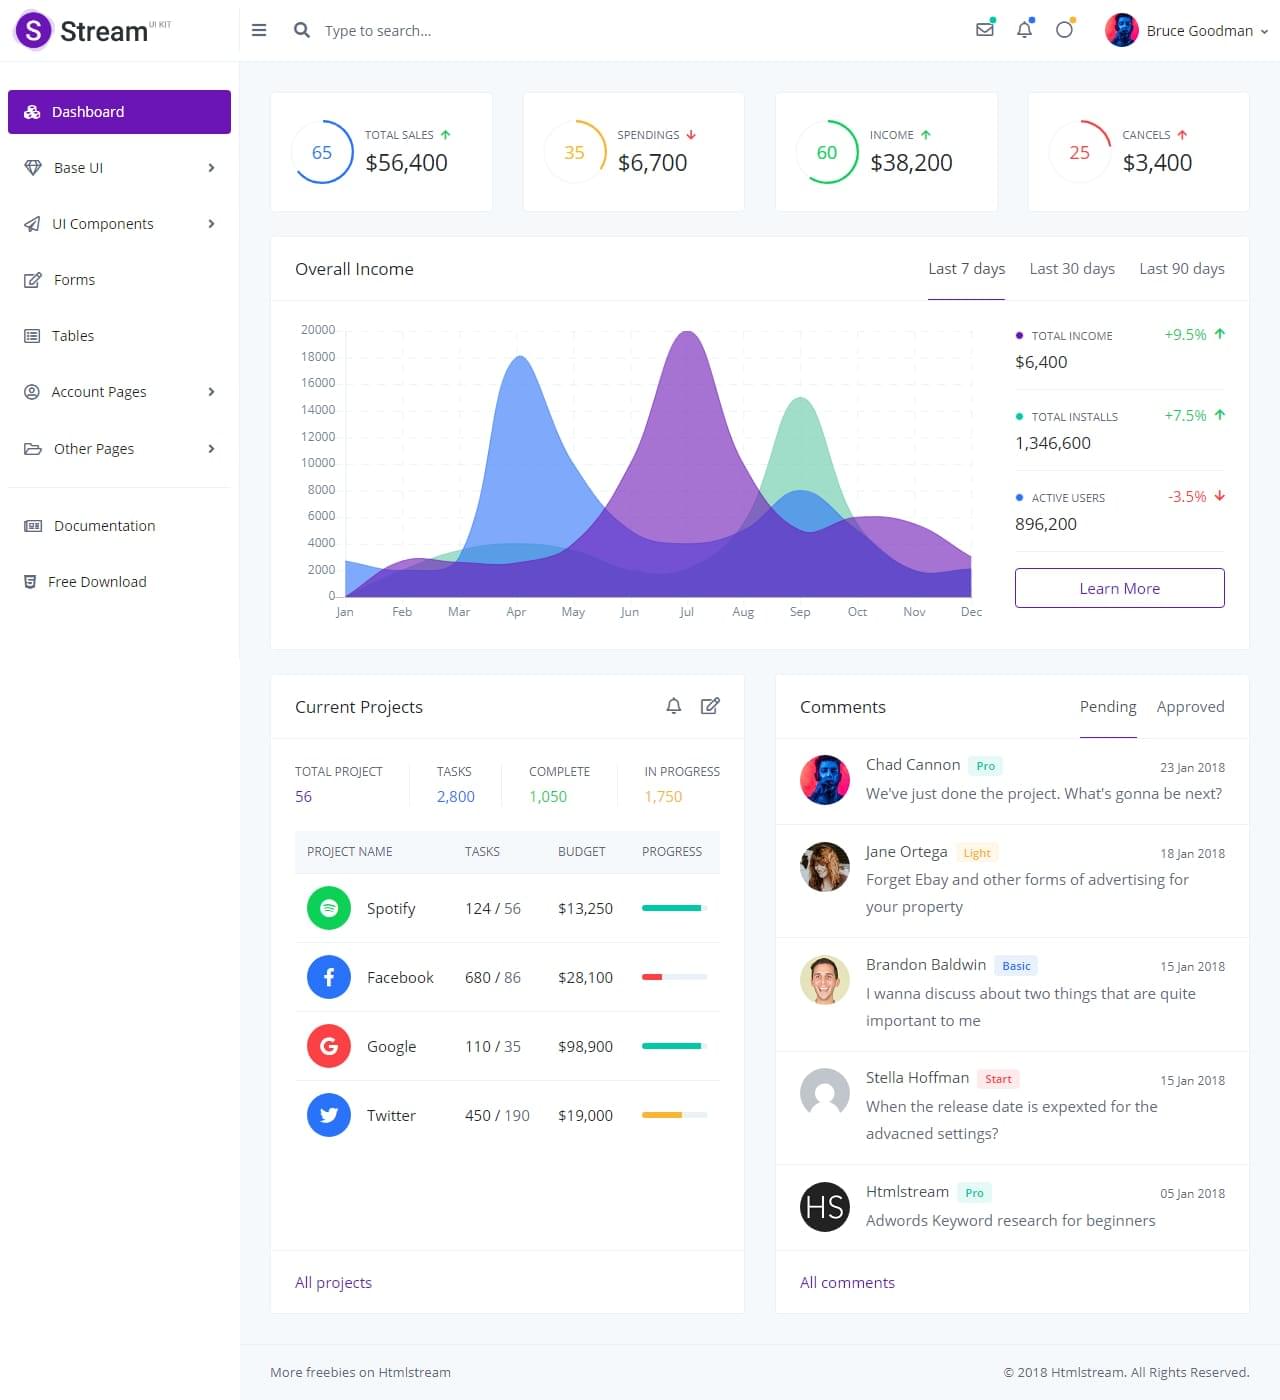 S Stream UI KIT
Type to search...
Bruce Goodman
Dashboard
Base UI
UI Components
Forms
Tables
Account Pages
Other Pages
Documentation
Free Download
65
TOTAL SALES
$56,400
35
SPENDINGS
$6,700
60
INCOME
$38,200
25
CANCELS
$3,400
Overall Income
Last 7 days Last 30 days Last 90 days
20000
18000
16000
14000
12000
10000
8000
6000
4000
2000
0
Jan Feb Mar Apr May Jun Jul Aug Sep Oct Nov Dec
TOTAL INCOME +9.5%
$6,400
TOTAL INSTALLS +7.5%
1,346,600
ACTIVE USERS -3.5%
896,200
Learn More
Current Projects
TOTAL PROJECT TASKS COMPLETE IN PROGRESS
56 2,800 1,050 1,750
PROJECT NAME TASKS BUDGET PROGRESS
Spotify 124 / 56 $13,250
Facebook 680 / 86 $28,100
Google 110 / 35 $98,900
Twitter 450 / 190 $19,000
All projects
Comments
Pending Approved
Chad Cannon Pro 23 Jan 2018
We've just done the project. What's gonna be next?
Jane Ortega Light 18 Jan 2018
Forget Ebay and other forms of advertising for
your property
Brandon Baldwin Basic 15 Jan 2018
I wanna discuss about two things that are quite
important to me
Stella Hoffman Start 15 Jan 2018
When the release date is expexted for the
advacned settings?
HS
Htmlstream Pro 05 Jan 2018
Adwords Keyword research for beginners
All comments
More freebies on Htmlstream
© 2018 Htmlstream. All Rights Reserved.